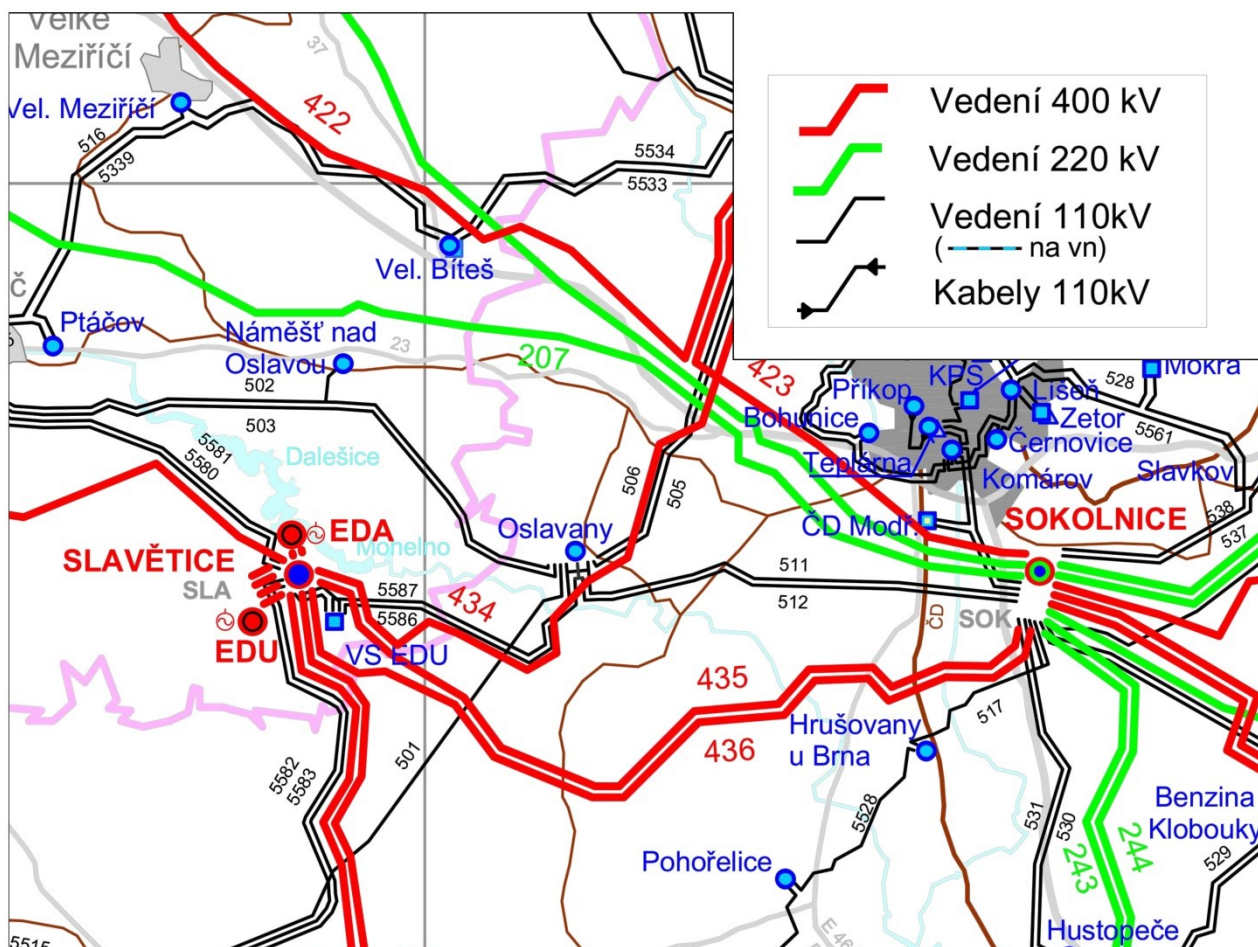 Velké
Meziříčí
Vel. Meziříčí
516
5339
37
422
5534
5533
Vel. Bíteš
Vedení 400 kV
Vedení 220 kV
Vedení 110kV
( na vn)
Kabely 110kV
Č
Ptáčov
Náměšť nad
Oslavou
23
207
502
503
423
Příkop
KPS
Líšeň
528
Mokrá
Bohunice
Zetor
Černovice
5561
Teplárna
Komárov
Slavkov
5581
5580
Dalešice
506
505
ČD Modř.
SOKOLNICE
538
537
EDA
SLAVĚTICE
SLA
Oslavany
Monelno
511
512
5587
5586
434
EDU
VS EDU
ČD
SOK
435
436
517
Hrušovany
u Brna
501
5582
5583
5528
531
530
Benzina
Klobouky
529
Pohořelice
243
244
E 46
Hustopeče
5515